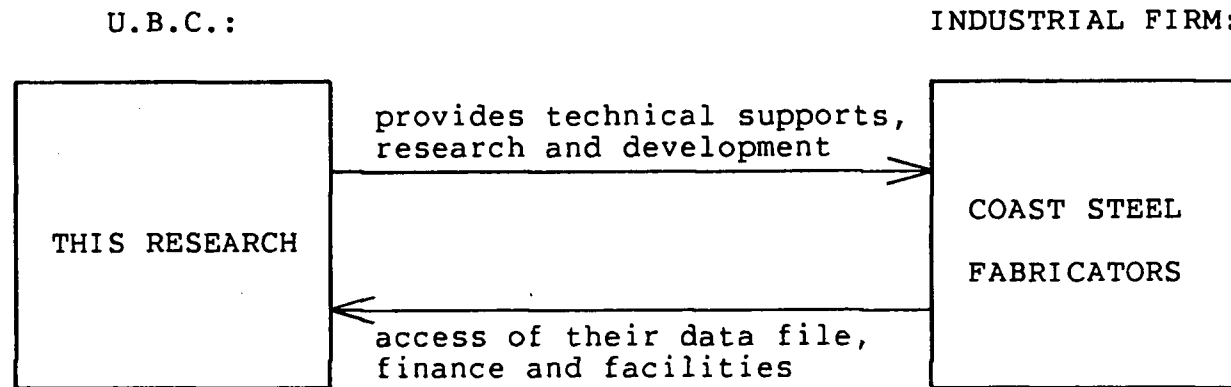 U.B.C.:
INDUSTRIAL FIRM:
provides technical supports,
research and development
THIS RESEARCH
COAST STEEL
FABRICATORS
access of their data file,
finance and facilities